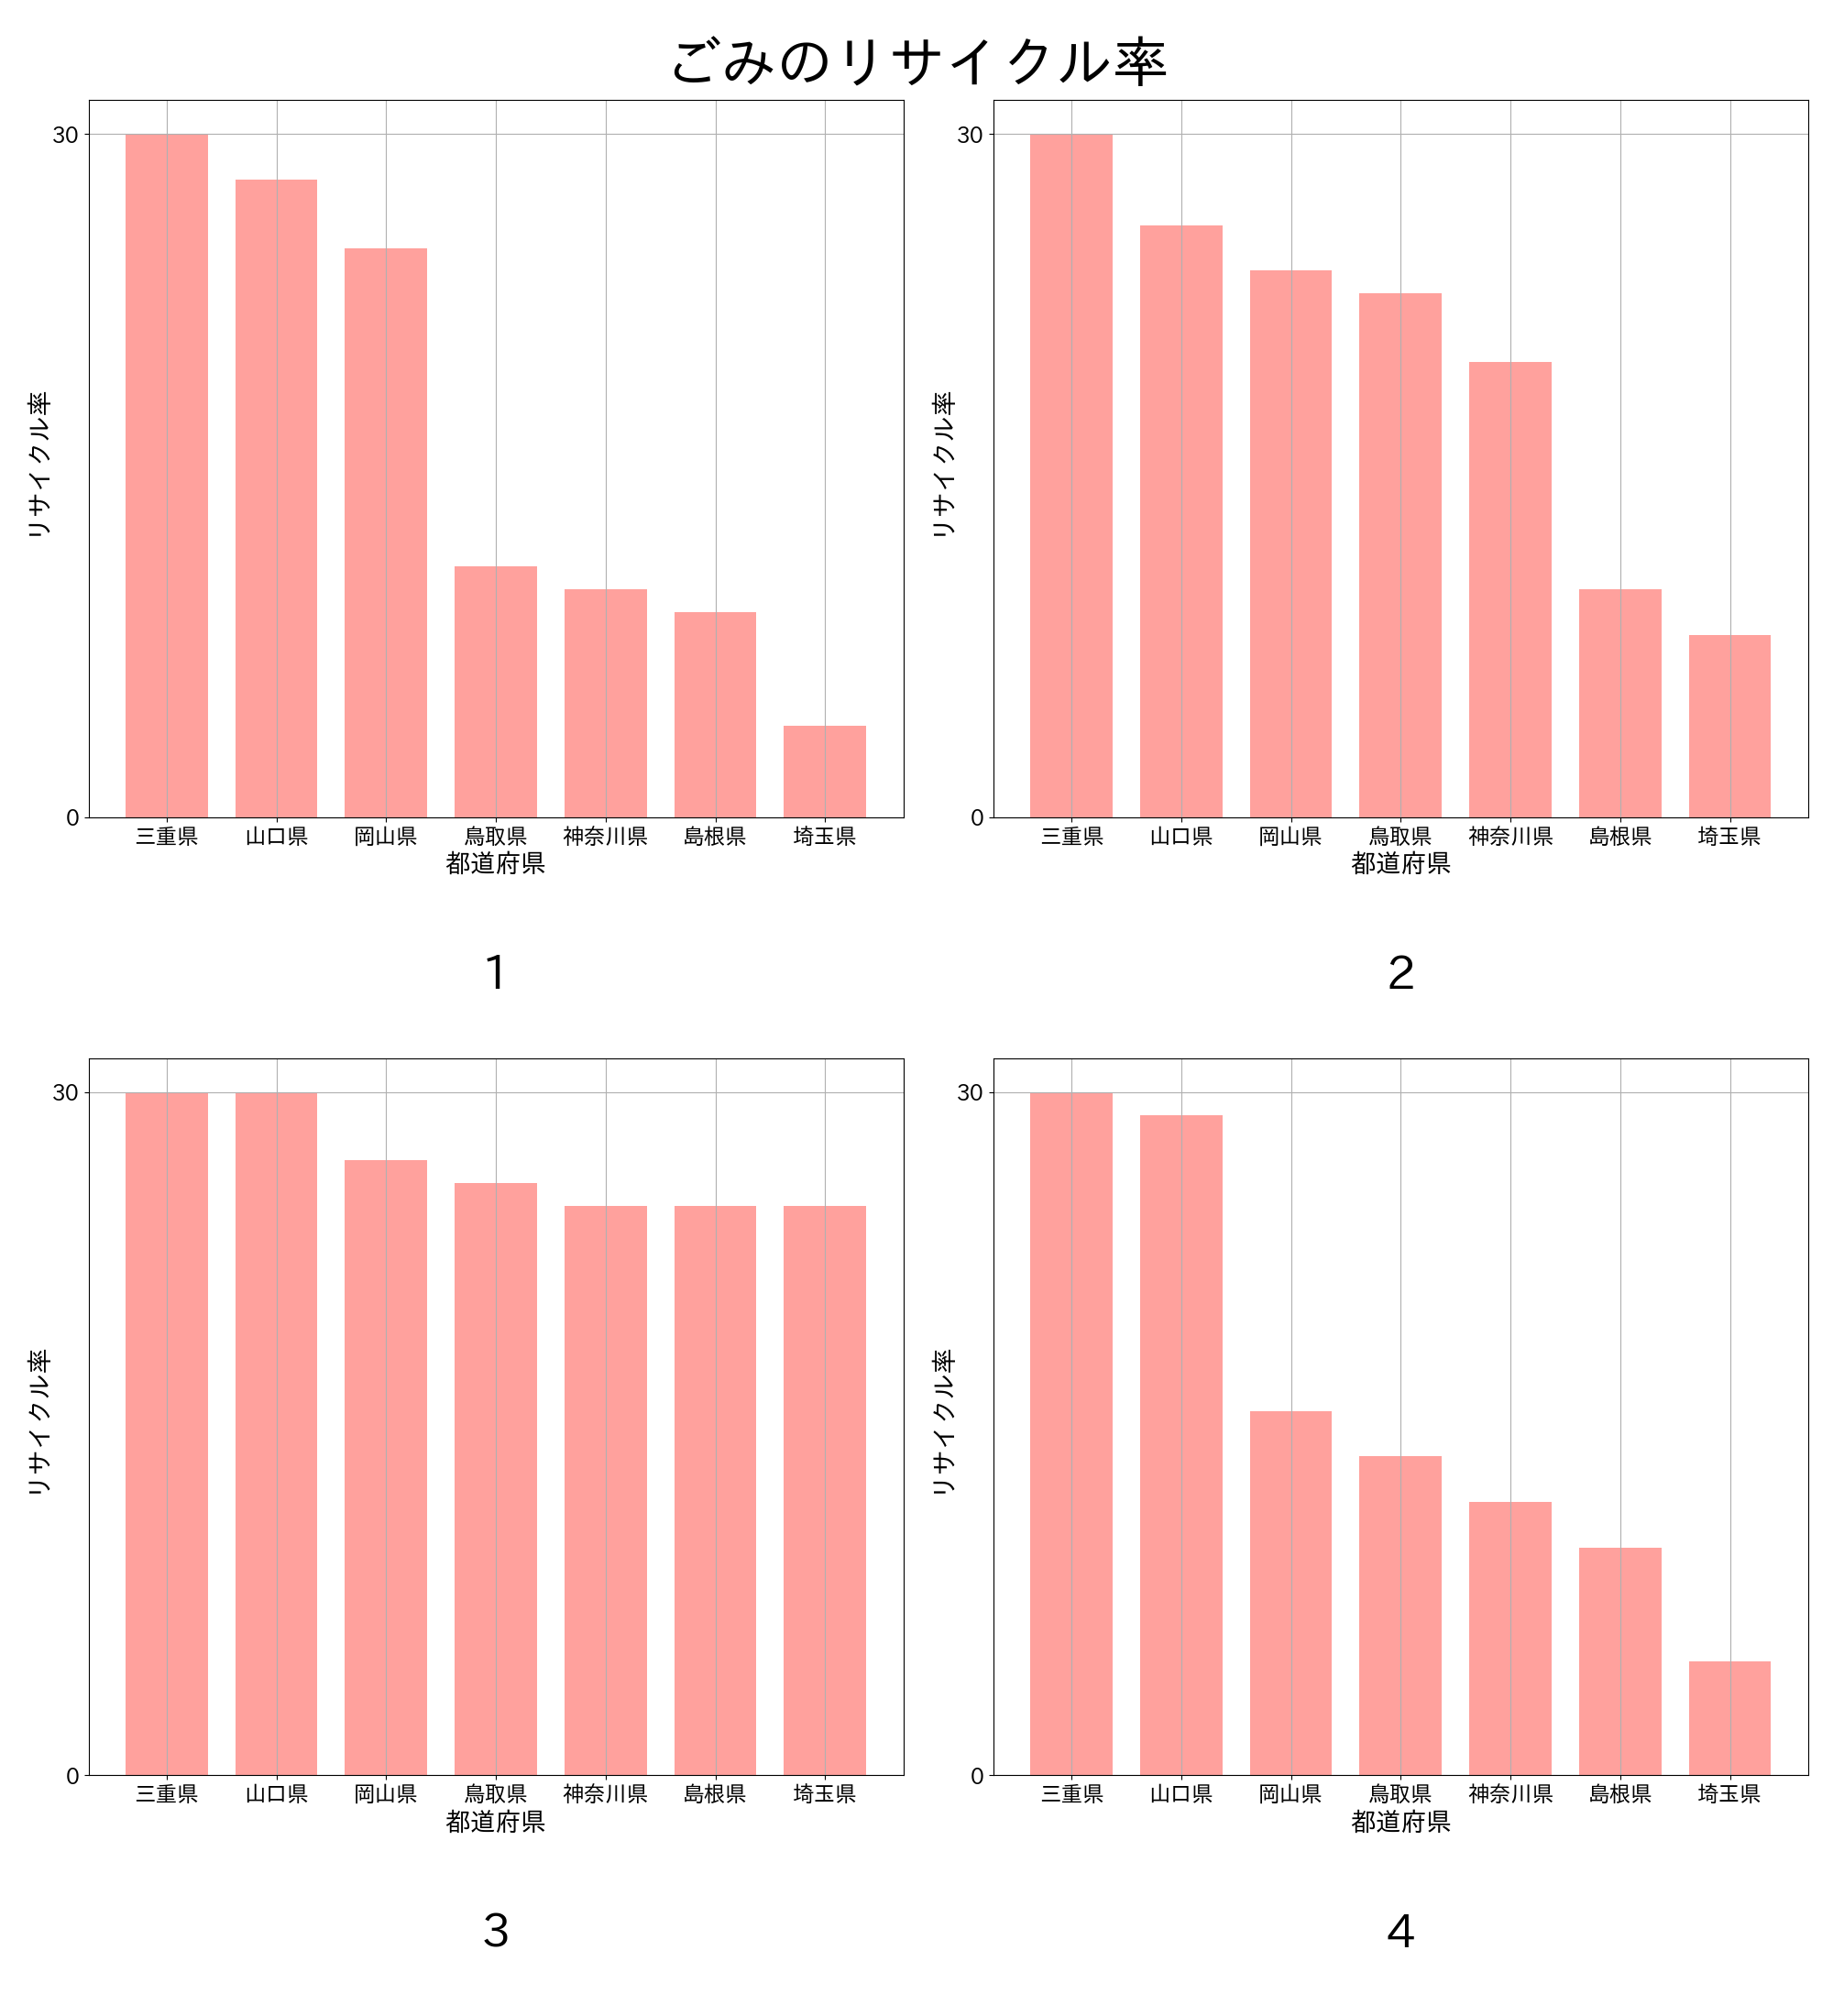 ごみのリサイクル率
30
0
リサイクル率
三重県 山口県 岡山県 鳥取県 神奈川県 島根県 埼玉県
都道府県
1
30
0
リサイクル率
三重県 山口県 岡山県 鳥取県 神奈川県 島根県 埼玉県
都道府県
2
30
0
リサイクル率
三重県 山口県 岡山県 鳥取県 神奈川県 島根県 埼玉県
都道府県
3
30
0
リサイクル率
三重県 山口県 岡山県 鳥取県 神奈川県 島根県 埼玉県
都道府県
4